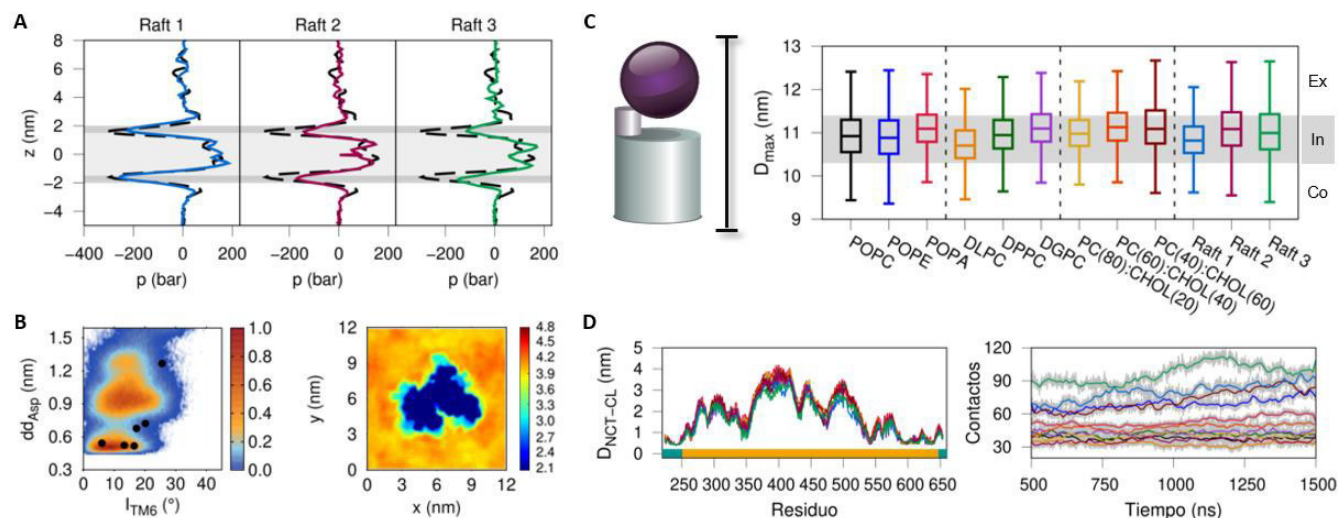 A
Raft 1
Raft 2
Raft 3
8
6
4
2
0
−2
−4
z (nm)
−400 −200 0 200
−200 0 200
−200 0 200
p (bar)
p (bar)
p (bar)
B
1.5
1.2
0.9
0.6
0.3
dd_Asp (nm)
0 20 40
I_TM6 (°)
1.0
0.8
0.6
0.4
0.2
0.0
12
9
6
3
0
y (nm)
0 3 6 9 12
x (nm)
4.8
4.5
4.2
3.9
3.6
3.3
3.0
2.7
2.4
2.1
C
13
12
11
10
9
D_max (nm)
Ex
In
Co
POPC
POPE
POPA
DLPC
DPPC
DGPC
PC(80):CHOL(20)
PC(60):CHOL(40)
PC(40):CHOL(60)
Raft 1
Raft 2
Raft 3
D
5
4
3
2
1
0
D_NCT−CL (nm)
250 300 350 400 450 500 550 600 650
Residuo
120
90
60
30
Contactos
500 750 1000 1250 1500
Tiempo (ns)